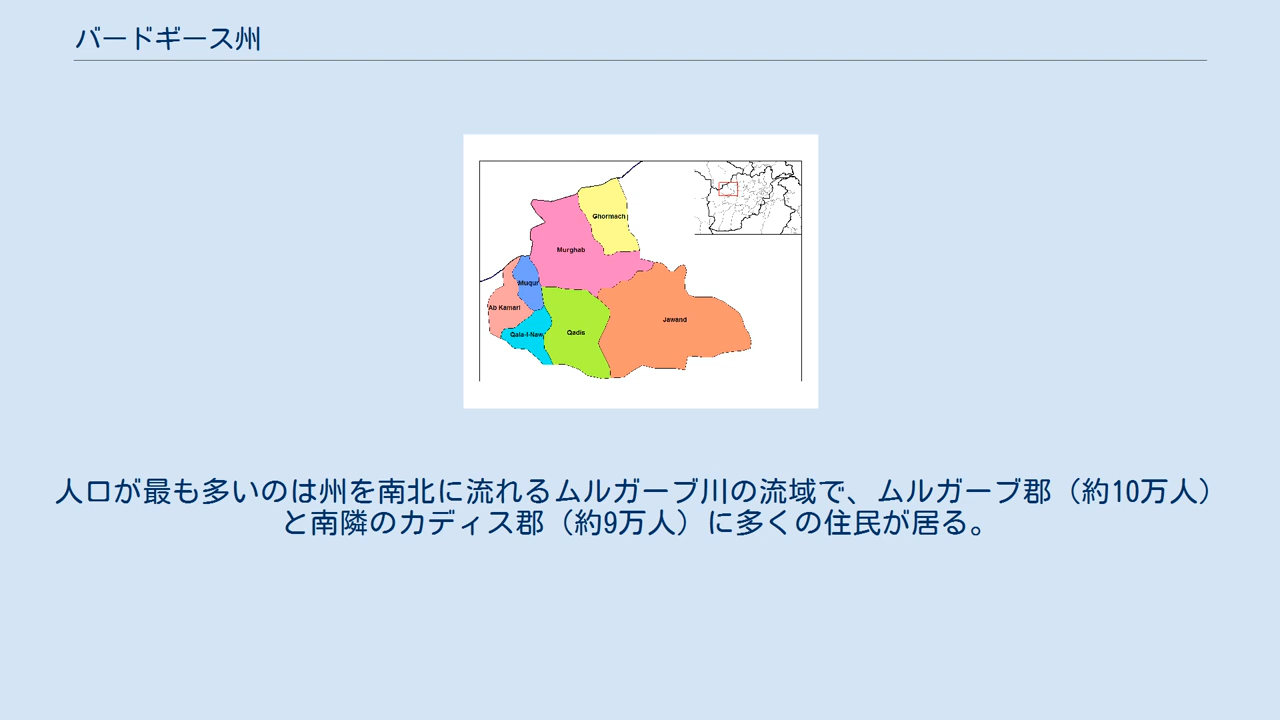 バードギース州
Ghormach
Murghab
Muqur
Ab Kamari
Qala-I-Naw
Qadis
Jawand
人口が最も多いのは州を南北に流れるムルガーブ川の流域で、ムルガーブ郡（約10万人）
と南隣のカディス郡（約9万人）に多くの住民が居る。